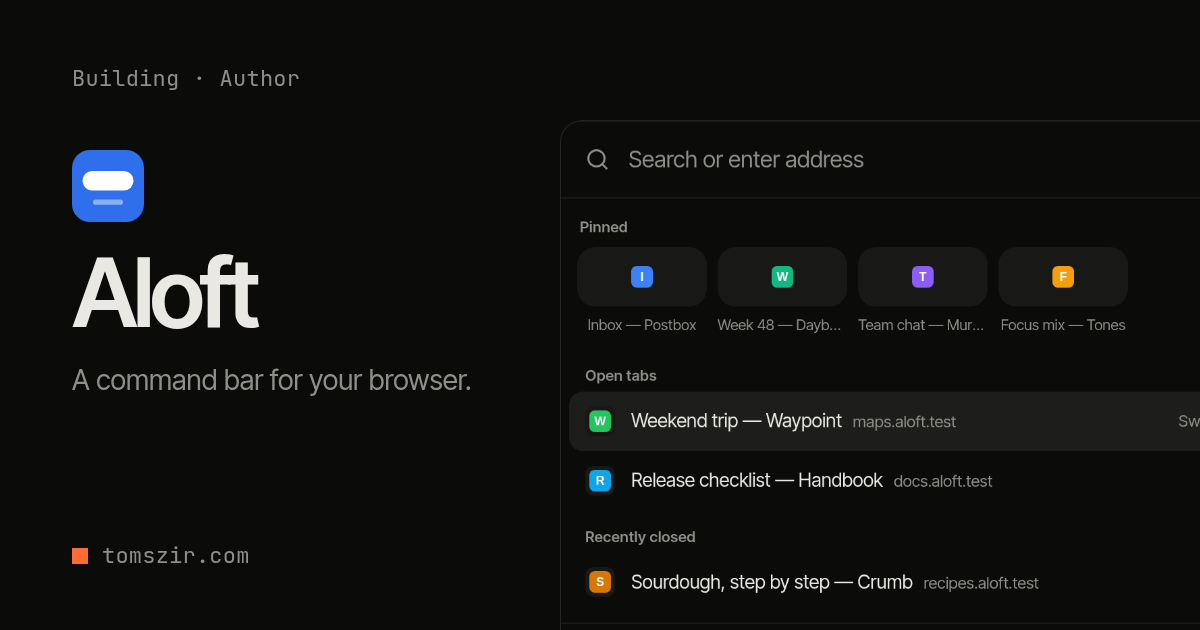 Building · Author
Aloft
A command bar for your browser.
tomszir.com
Search or enter address
Pinned
I W T F
Inbox — Postbox Week 48 — Dayb... Team chat — Mur... Focus mix — Tones
Open tabs
W Weekend trip — Waypoint maps.aloft.test Sw
R Release checklist — Handbook docs.aloft.test
Recently closed
S Sourdough, step by step — Crumb recipes.aloft.test